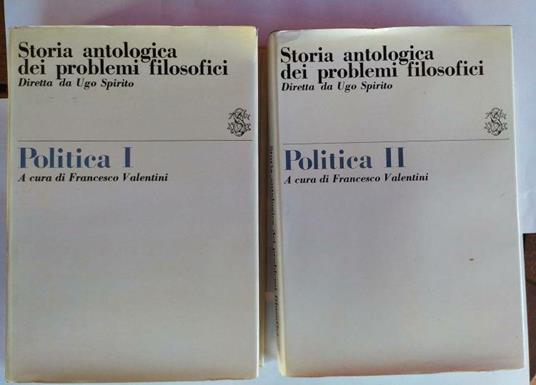 Storia antologica
dei problemi filosofici
Diretta da Ugo Spirito
Politica I
A cura di Francesco Valentini
Storia antologica
dei problemi filosofici
Diretta da Ugo Spirito
Politica II
A cura di Francesco Valentini